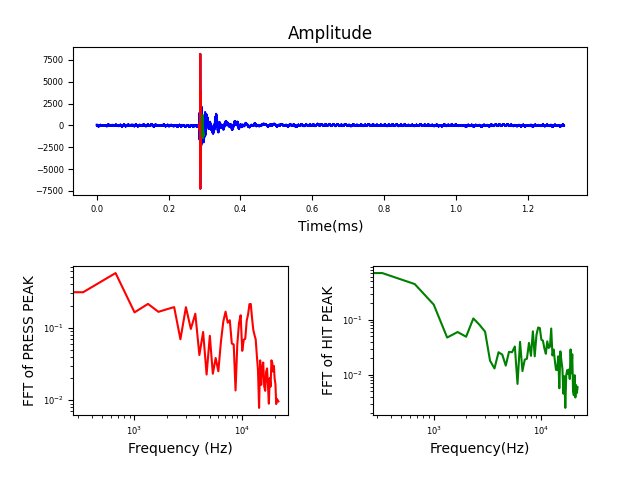 Amplitude
7500
5000
2500
0
−2500
−5000
−7500
0.0 0.2 0.4 0.6 0.8 1.0 1.2
Time(ms)
FFT of PRESS PEAK
10⁻¹
10⁻²
10³ 10⁴
Frequency (Hz)
FFT of HIT PEAK
10⁻¹
10⁻²
10³ 10⁴
Frequency(Hz)